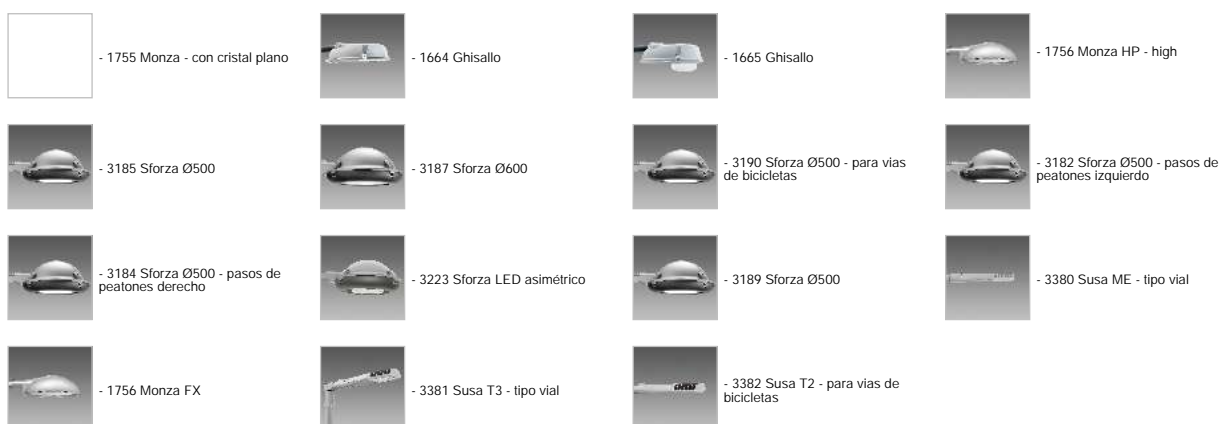 - 1755 Monza - con cristal plano
- 1664 Ghisallo
- 1665 Ghisallo
- 1756 Monza HP - high
- 3185 Sforza Ø500
- 3187 Sforza Ø600
- 3190 Sforza Ø500 - para vias
de bicicletas
- 3182 Sforza Ø500 - pasos de
peatones izquierdo
- 3184 Sforza Ø500 - pasos de
peatones derecho
- 3223 Sforza LED asimétrico
- 3189 Sforza Ø500
- 3380 Susa ME - tipo vial
- 1756 Monza FX
- 3381 Susa T3 - tipo vial
- 3382 Susa T2 - para vias de
bicicletas